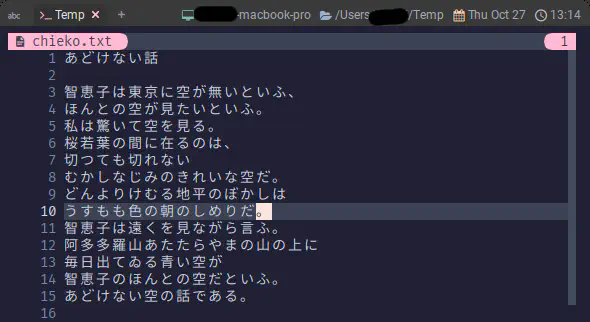 abc Temp × + -macbook-pro /Users /Temp Thu Oct 27 13:14
chieko.txt 1
1 あどけない話
2
3 智恵子は東京に空が無いといふ、
4 ほんとの空が見たいといふ。
5 私は驚いて空を見る。
6 桜若葉の間に在るのは、
7 切つても切れない
8 むかしなじみのきれいな空だ。
9 どんよりけむる地平のぼかしは
10 うすもも色の朝のしめりだ。
11 智恵子は遠くを見ながら言ふ。
12 阿多多羅山あたたらやまの山の上に
13 毎日出てゐる青い空が
14 智恵子のほんとの空だといふ。
15 あどけない空の話である。
16